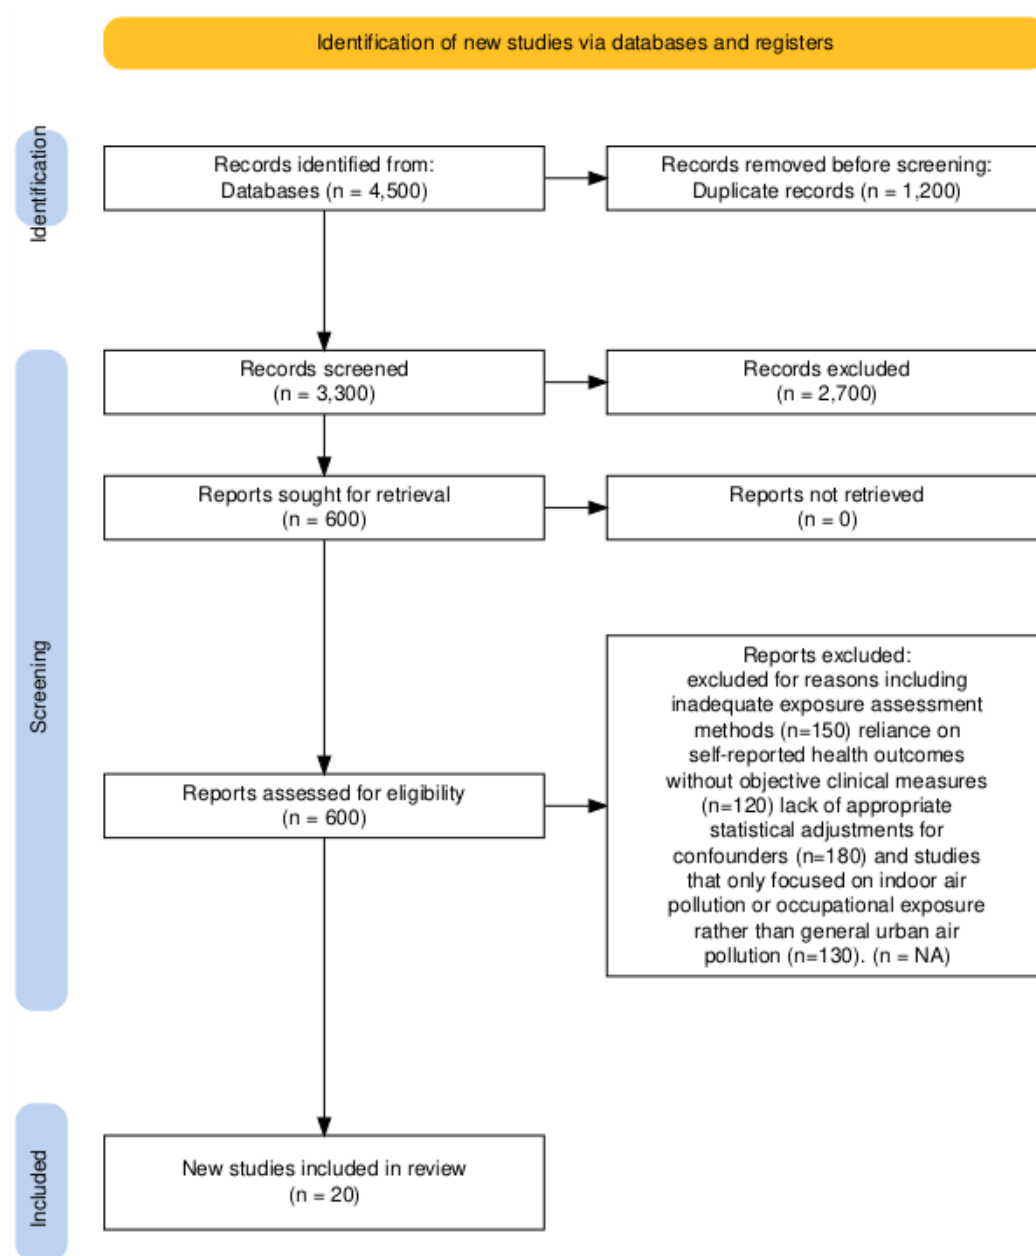 Identification of new studies via databases and registers
Identification
Records identified from:
Databases (n = 4,500)
Records removed before screening:
Duplicate records (n = 1,200)
Screening
Records screened
(n = 3,300)
Records excluded
(n = 2,700)
Reports sought for retrieval
(n = 600)
Reports not retrieved
(n = 0)
Reports assessed for eligibility
(n = 600)
Reports excluded:
excluded for reasons including
inadequate exposure assessment
methods (n=150) reliance on
self-reported health outcomes
without objective clinical measures
(n=120) lack of appropriate
statistical adjustments for
confounders (n=180) and studies
that only focused on indoor air
pollution or occupational exposure
rather than general urban air
pollution (n=130). (n = NA)
Included
New studies included in review
(n = 20)